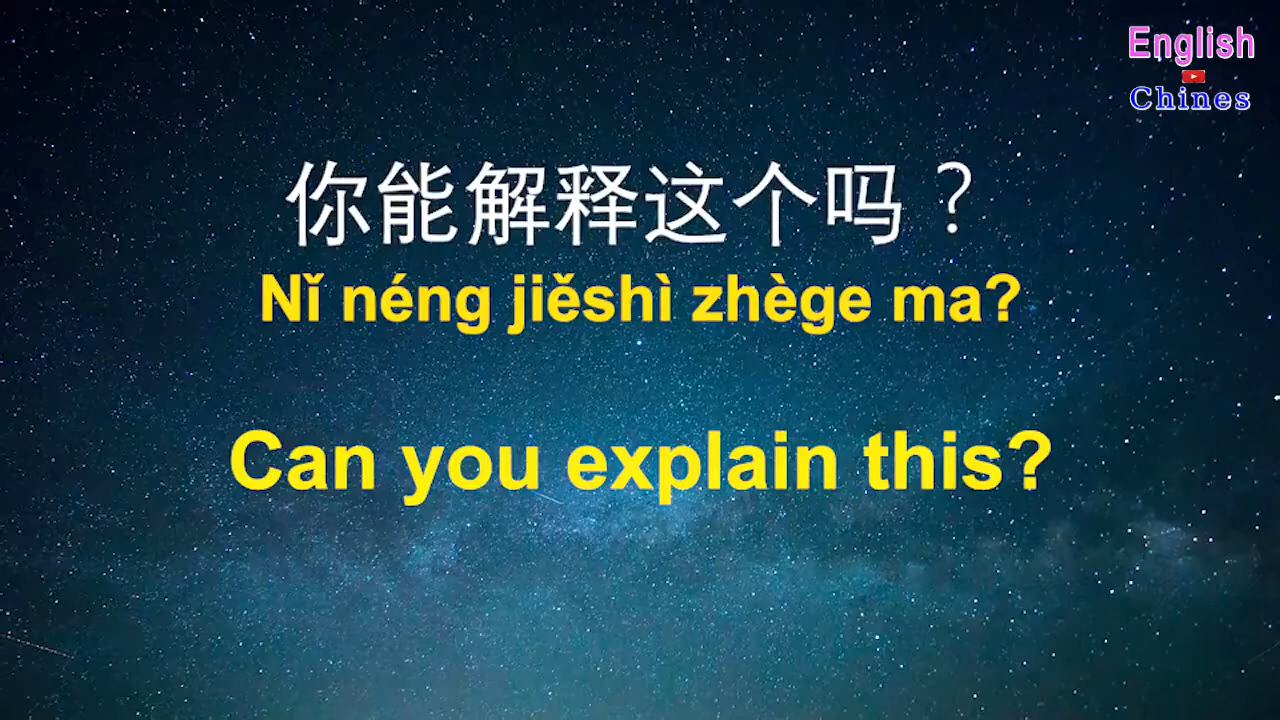 English
Chines
你能解释这个吗？
Nǐ néng jiěshì zhège ma?
Can you explain this?